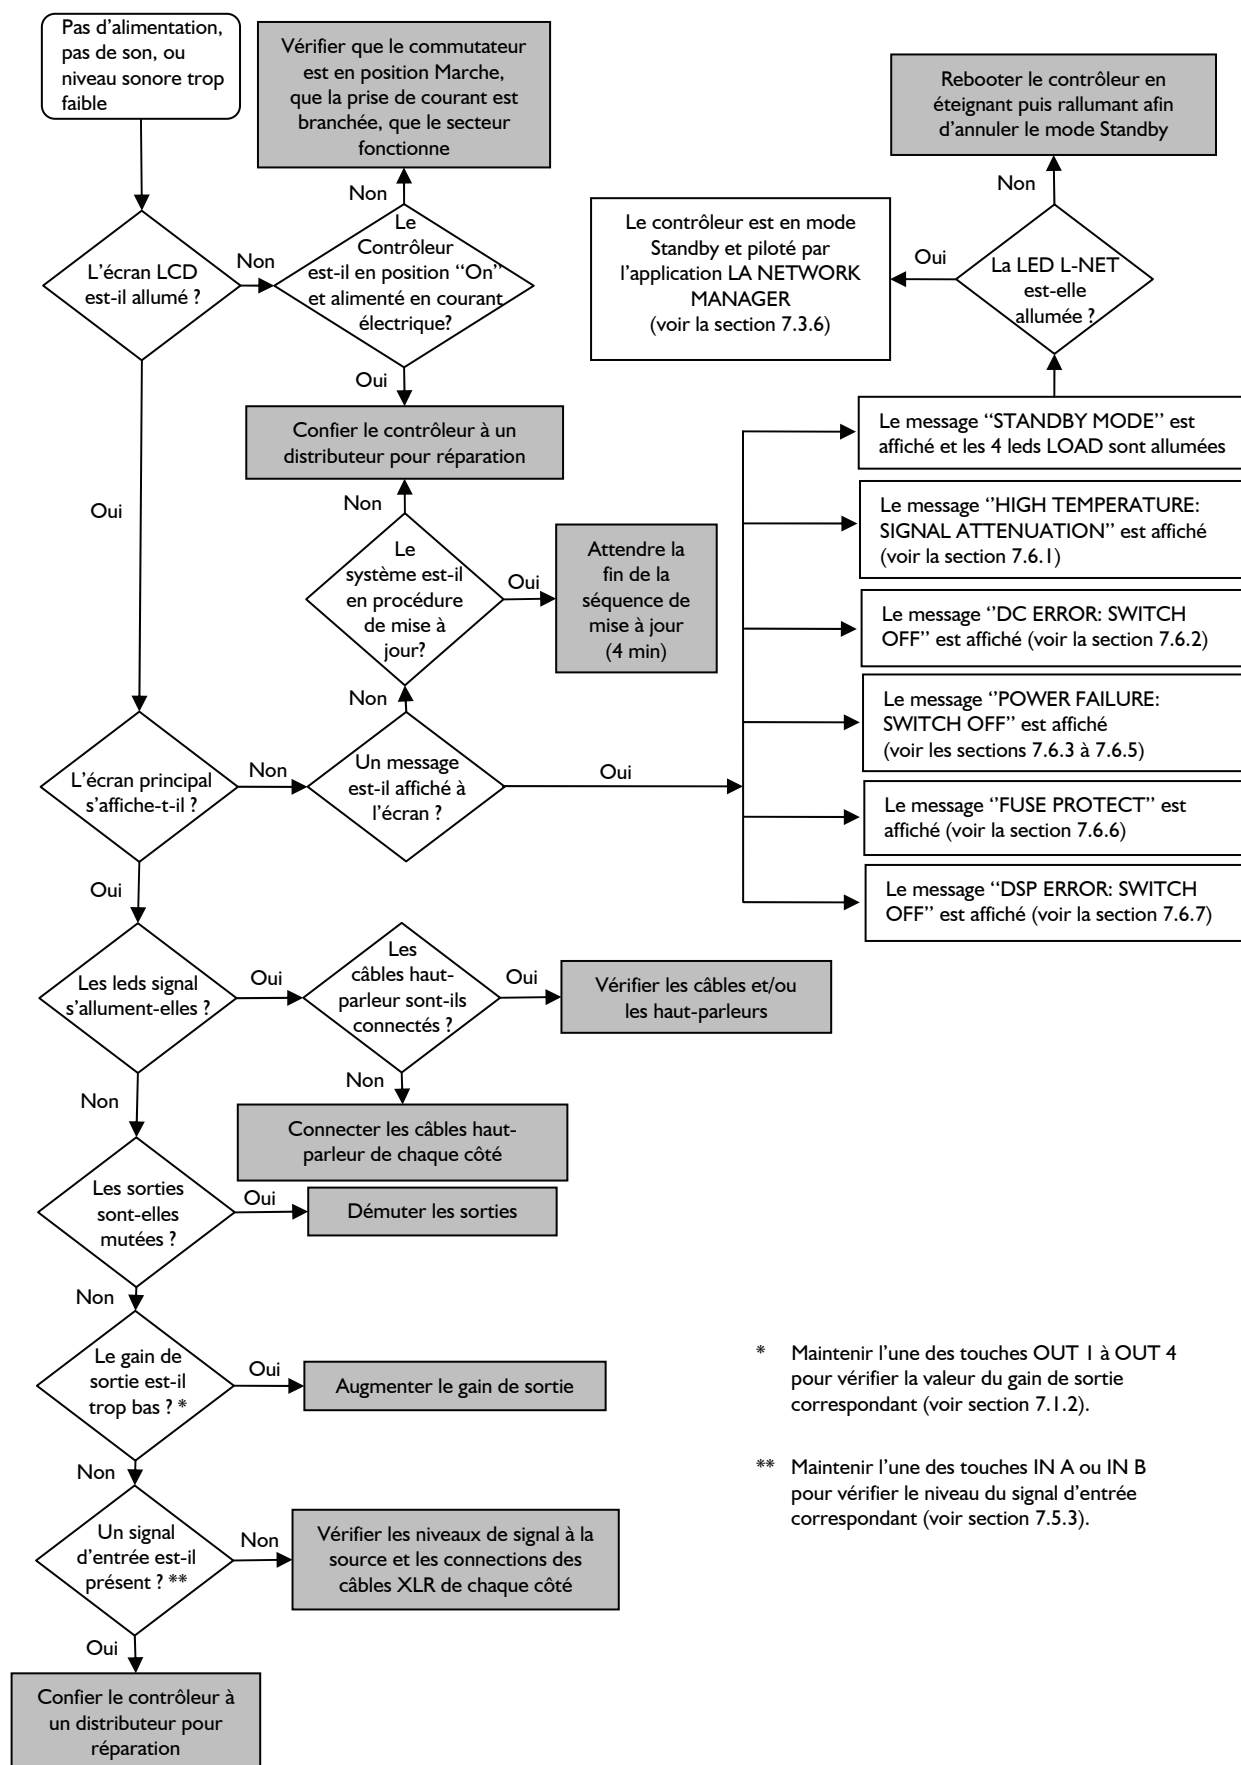 Pas d’alimentation,
pas de son, ou
niveau sonore trop
faible
Vérifier que le commutateur
est en position Marche,
que la prise de courant est
branchée, que le secteur
fonctionne
Rebooter le contrôleur en
éteignant puis rallumant afin
d’annuler le mode Standby
Non
Non
Le contrôleur est en mode
Standby et piloté par
l’application LA NETWORK
MANAGER
(voir la section 7.3.6)
Oui
La LED L-NET
est-elle
allumée ?
L’écran LCD
est-il allumé ?
Non
Le
Contrôleur
est-il en position “On”
et alimenté en courant
électrique?
Oui
Confier le contrôleur à un
distributeur pour réparation
Le message “STANDBY MODE” est
affiché et les 4 leds LOAD sont allumées
Oui
Non
Le message ‘‘HIGH TEMPERATURE:
SIGNAL ATTENUATION’’ est affiché
(voir la section 7.6.1)
Le
système est-il
en procédure
de mise à
jour?
Oui
Attendre la
fin de la
séquence de
mise à jour
(4 min)
Le message ‘‘DC ERROR: SWITCH
OFF’’ est affiché (voir la section 7.6.2)
Non
Le message ‘‘POWER FAILURE:
SWITCH OFF’’ est affiché
(voir les sections 7.6.3 à 7.6.5)
L’écran principal
s’affiche-t-il ?
Non
Un message
est-il affiché à
l’écran ?
Oui
Le message ‘‘FUSE PROTECT’’ est
affiché (voir la section 7.6.6)
Oui
Le message ‘‘DSP ERROR: SWITCH
OFF’’ est affiché (voir la section 7.6.7)
Les leds signal
s’allument-elles ?
Oui
Les
câbles haut-
parleur sont-ils
connectés ?
Oui
Vérifier les câbles et/ou
les haut-parleurs
Non
Non
Connecter les câbles haut-
parleur de chaque côté
Les sorties
sont-elles
mutées ?
Oui
Démuter les sorties
Non
Le gain de
sortie est-il
trop bas ? *
Oui
Augmenter le gain de sortie
* Maintenir l’une des touches OUT 1 à OUT 4
pour vérifier la valeur du gain de sortie
correspondant (voir section 7.1.2).
Non
** Maintenir l’une des touches IN A ou IN B
pour vérifier le niveau du signal d’entrée
correspondant (voir section 7.5.3).
Un signal
d’entrée est-il
présent ? **
Non
Vérifier les niveaux de signal à la
source et les connections des
câbles XLR de chaque côté
Oui
Confier le contrôleur à
un distributeur pour
réparation